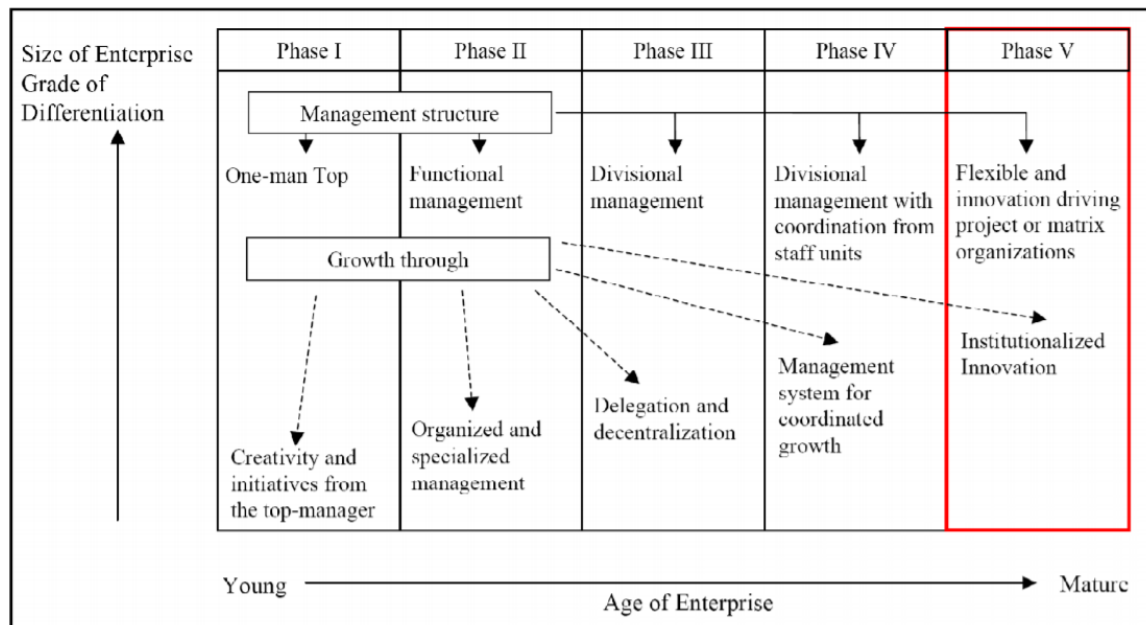 Size of Enterprise
Grade of
Differentiation
Phase I
Phase II
Phase III
Phase IV
Phase V
Management structure
One-man Top
Functional
management
Divisional
management
Divisional
management with
coordination from
staff units
Flexible and
innovation driving
project or matrix
organizations
Growth through
Creativity and
initiatives from
the top-manager
Organized and
specialized
management
Delegation and
decentralization
Management
system for
coordinated
growth
Institutionalized
Innovation
Young
Mature
Age of Enterprise